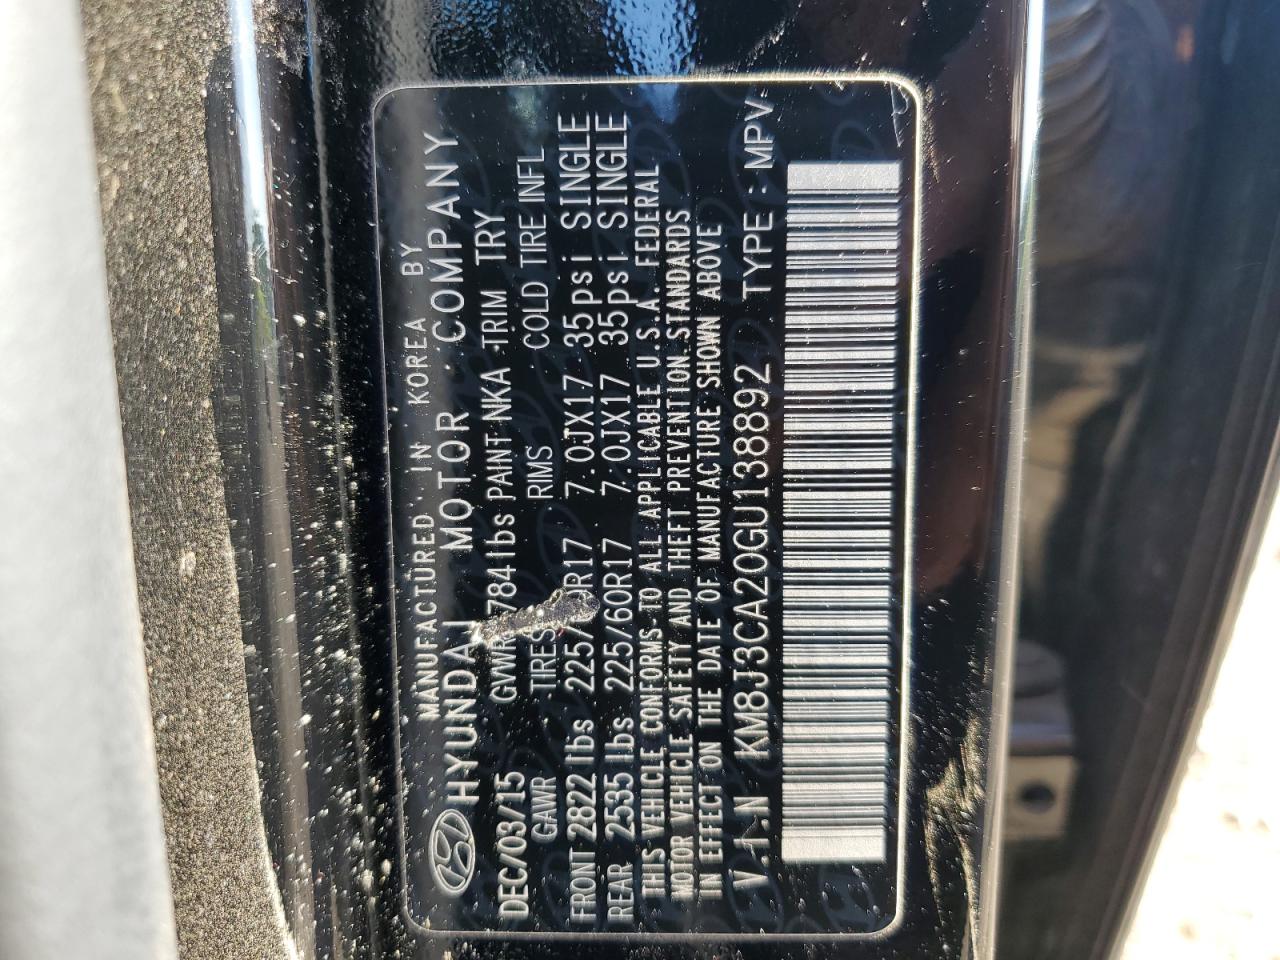 MANUFACTURED IN KOREA BY
HYUNDAI MOTOR COMPANY
DEC/03/15 784 lbs PAINT NKA TRIM TRY
GAWR TIRES RIMS COLD TIRE INFL
FRONT 2822 lbs 7.0JX17 35psi SINGLE
REAR 2535 lbs 225/60R17 7.0JX17 35psi SINGLE
THIS VEHICLE CONFORMS TO ALL APPLICABLE U.S.A. FEDERAL
MOTOR VEHICLE SAFETY AND THEFT PREVENTION STANDARDS
IN EFFECT ON THE DATE OF MANUFACTURE SHOWN ABOVE
V.I.N KM8J3CA20GU138892 TYPE : MPV